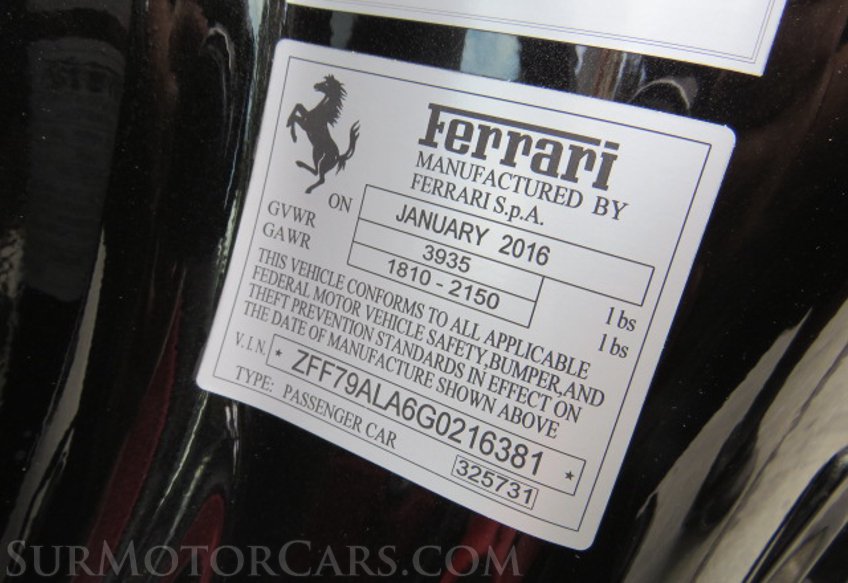 Ferrari
MANUFACTURED BY
FERRARI S.p.A.
ON JANUARY 2016
GVWR 3935 lbs
GAWR 1810 - 2150 lbs
THIS VEHICLE CONFORMS TO ALL APPLICABLE
FEDERAL MOTOR VEHICLE SAFETY,BUMPER,AND
THEFT PREVENTION STANDARDS IN EFFECT ON
THE DATE OF MANUFACTURE SHOWN ABOVE
V.I.N. * ZFF79ALA6G0216381 *
TYPE: PASSENGER CAR 325731
SURMOTORCARS.COM